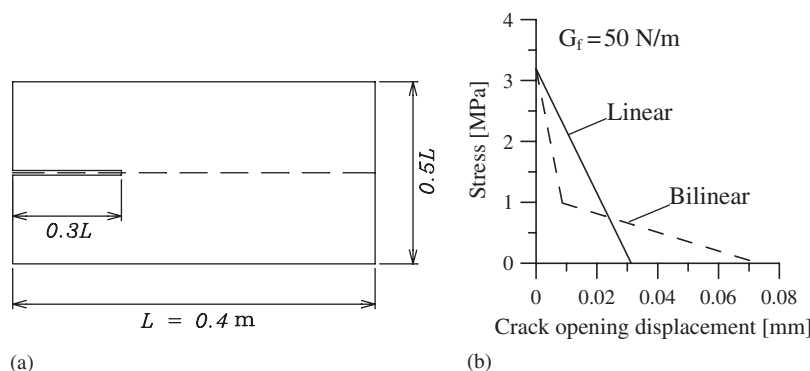 0.3L
0.5L
L = 0.4 m
(a)
G_f = 50 N/m
Linear
Bilinear
Stress [MPa]
4
3
2
1
0
0 0.02 0.04 0.06 0.08
Crack opening displacement [mm]
(b)